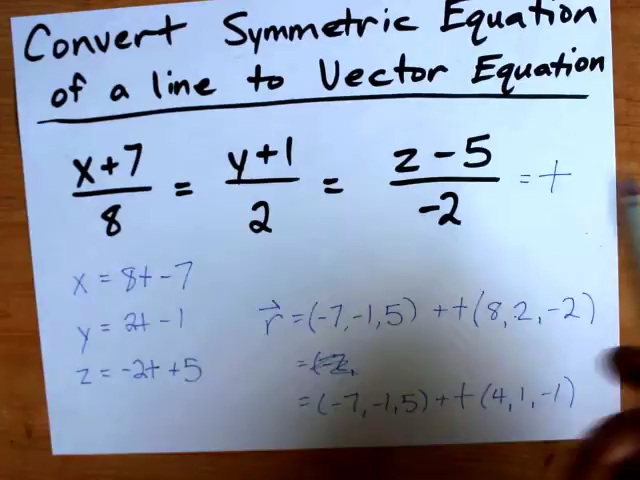 Convert Symmetric Equation
of a line to Vector Equation
x+7/8 = y+1/2 = z-5/-2 = t
x = 8t - 7
y = 2t - 1
z = -2t + 5
r⃗ = (-7, -1, 5) + t(8, 2, -2)
=
= (-7, -1, 5) + t(4, 1, -1)